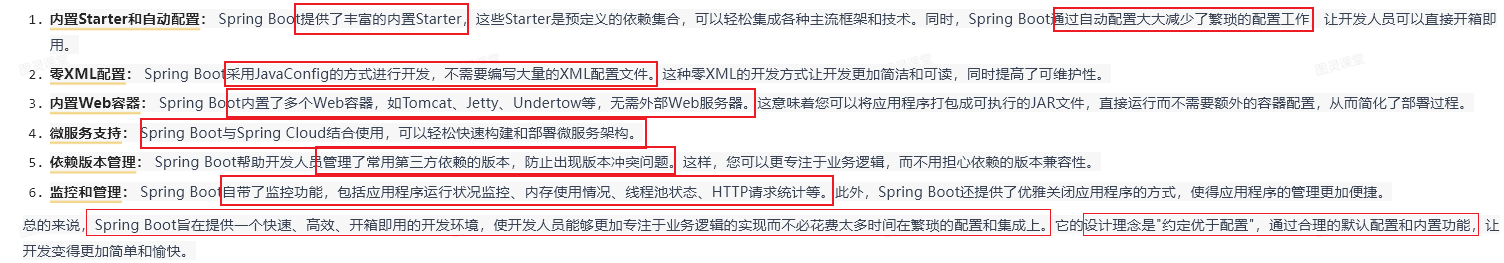 1. 内置Starter和自动配置： Spring Boot提供了丰富的内置Starter，这些Starter是预定义的依赖集合，可以轻松集成各种主流框架和技术。同时，Spring Boot通过自动配置大大减少了繁琐的配置工作，让开发人员可以直接开箱即
用。
2. 零XML配置： Spring Boot采用JavaConfig的方式进行开发，不需要编写大量的XML配置文件。这种零XML的开发方式让开发更加简洁和可读，同时提高了可维护性。
3. 内置Web容器： Spring Boot内置了多个Web容器，如Tomcat、Jetty、Undertow等，无需外部Web服务器。这意味着您可以将应用程序打包成可执行的JAR文件，直接运行而不需要额外的容器配置，从而简化了部署过程。
4. 微服务支持： Spring Boot与Spring Cloud结合使用，可以轻松快速构建和部署微服务架构。
5. 依赖版本管理： Spring Boot帮助开发人员管理了常用第三方依赖的版本，防止出现版本冲突问题。这样，您可以更专注于业务逻辑，而不用担心依赖的版本兼容性。
6. 监控和管理： Spring Boot自带了监控功能，包括应用程序运行状况监控、内存使用情况、线程池状态、HTTP请求统计等。此外，Spring Boot还提供了优雅关闭应用程序的方式，使得应用程序的管理更加便捷。
总的来说，Spring Boot旨在提供一个快速、高效、开箱即用的开发环境，使开发人员能够更加专注于业务逻辑的实现而不必花费太多时间在繁琐的配置和集成上。它的设计理念是"约定优于配置"，通过合理的默认配置和内置功能，让
开发变得更加简单和愉快。